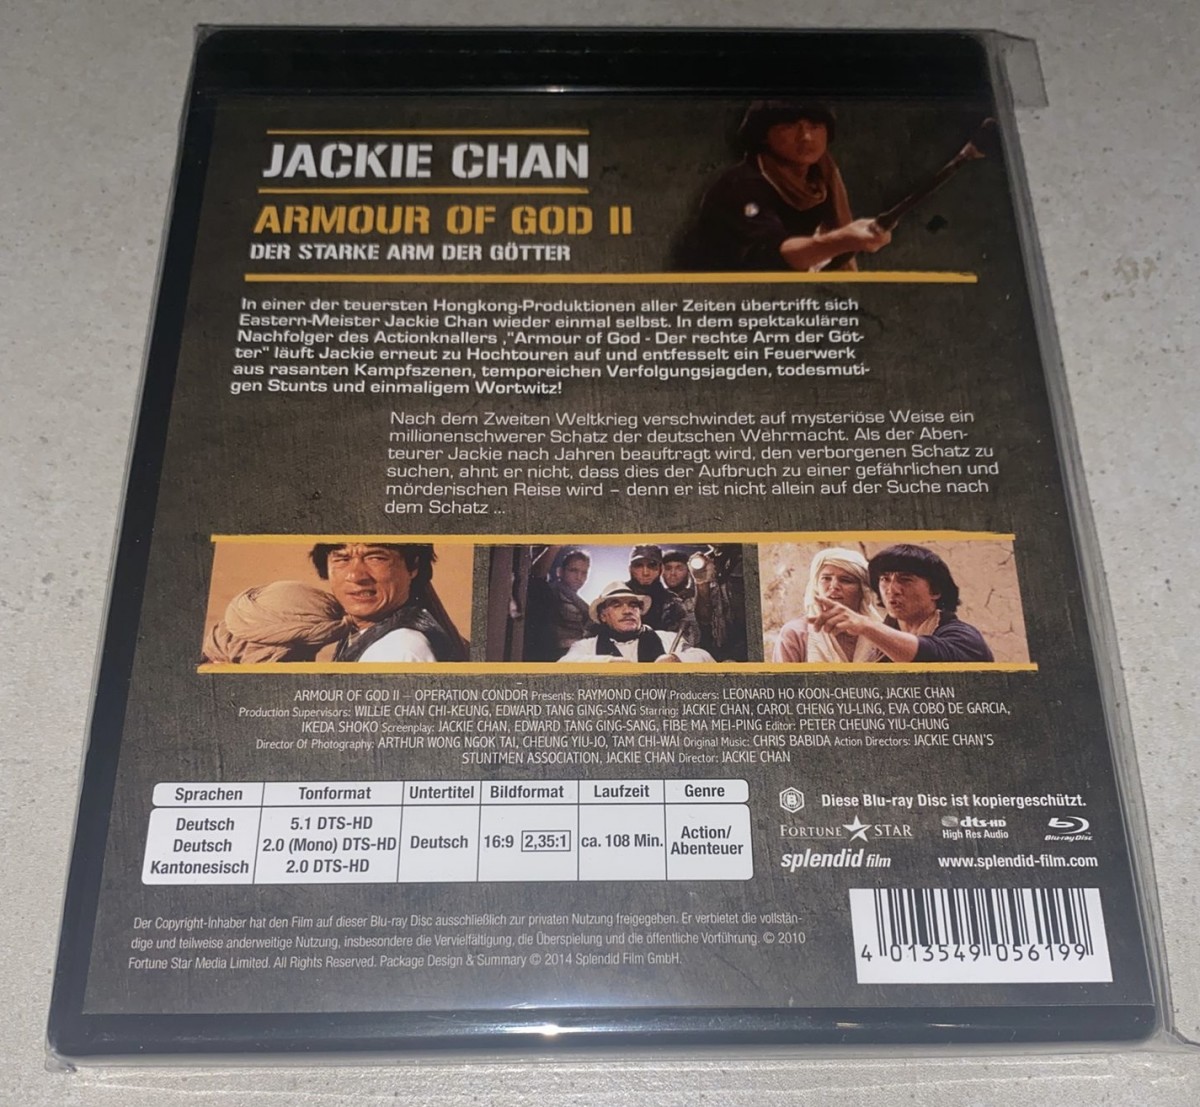 JACKIE CHAN
ARMOUR OF GOD II
DER STARKE ARM DER GÖTTER
In einer der teuersten Hongkong-Produktionen aller Zeiten übertrifft sich
Eastern-Meister Jackie Chan wieder einmal selbst. In dem spektakulären
Nachfolger des Actionknallers ‚"Armour of God - Der rechte Arm der Göt-
ter" läuft Jackie erneut zu Hochtouren auf und entfesselt ein Feuerwerk
aus rasanten Kampfszenen, temporeichen Verfolgungsjagden, todesmuti-
gen Stunts und einmaligem Wortwitz!
Nach dem Zweiten Weltkrieg verschwindet auf mysteriöse Weise ein
millionenschwerer Schatz der deutschen Wehrmacht. Als der Aben-
teurer Jackie nach Jahren beauftragt wird, den verborgenen Schatz zu
suchen, ahnt er nicht, dass dies der Aufbruch zu einer gefährlichen und
mörderischen Reise wird – denn er ist nicht allein auf der Suche nach
dem Schatz ...
ARMOUR OF GOD II – OPERATION CONDOR Presents: RAYMOND CHOW Producers: LEONARD HO KOON-CHEUNG, JACKIE CHAN
Production Supervisors: WILLIE CHAN CHI-KEUNG, EDWARD TANG GING-SANG Starring: JACKIE CHAN, CAROL CHENG YU-LING, EVA COBO DE GARCIA,
IKEDA SHOKO Screenplay: JACKIE CHAN, EDWARD TANG GING-SANG, FIBE MA MEI-PING Editor: PETER CHEUNG YIU-CHUNG
Director Of Photography: ARTHUR WONG NGOK TAI, CHEUNG YIU-JO, TAM CHI-WAI Original Music: CHRIS BABIDA Action Directors: JACKIE CHAN'S
STUNTMEN ASSOCIATION, JACKIE CHAN Director: JACKIE CHAN
Sprachen Tonformat Untertitel Bildformat Laufzeit Genre
Deutsch 5.1 DTS-HD
Deutsch 2.0 (Mono) DTS-HD Deutsch 16:9 2,35:1 ca. 108 Min. Action/
Kantonesisch 2.0 DTS-HD Abenteuer
B Diese Blu-ray Disc ist kopiergeschützt.
FORTUNE STAR dts-HD High Res Audio Blu-ray Disc
splendid film www.splendid-film.com
Der Copyright-Inhaber hat den Film auf dieser Blu-ray Disc ausschließlich zur privaten Nutzung freigegeben. Er verbietet die vollstän-
dige und teilweise anderweitige Nutzung, insbesondere die Vervielfältigung, die Überspielung und die öffentliche Vorführung. © 2010
Fortune Star Media Limited. All Rights Reserved. Package Design & Summary © 2014 Splendid Film GmbH.
4 013549 056199